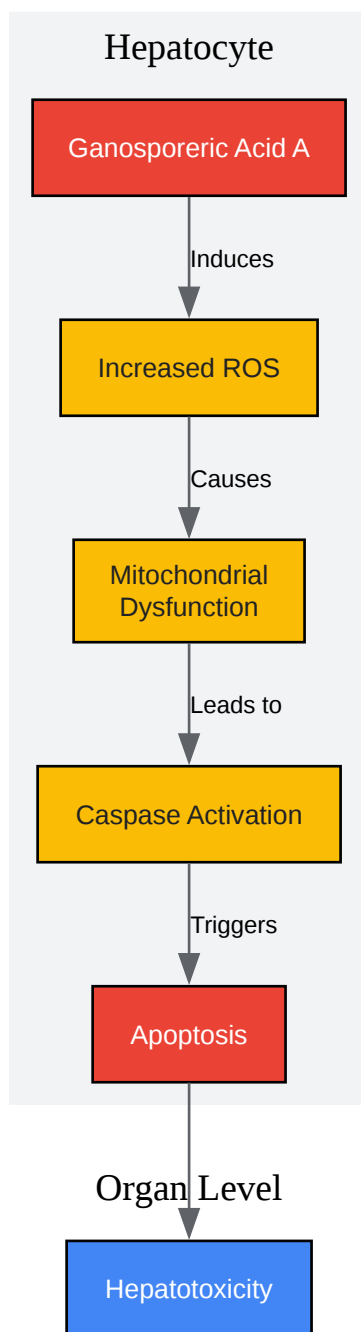 Hepatocyte
Ganosporeric Acid A
Induces
Increased ROS
Causes
Mitochondrial
Dysfunction
Leads to
Caspase Activation
Triggers
Apoptosis
Organ Level
Hepatotoxicity